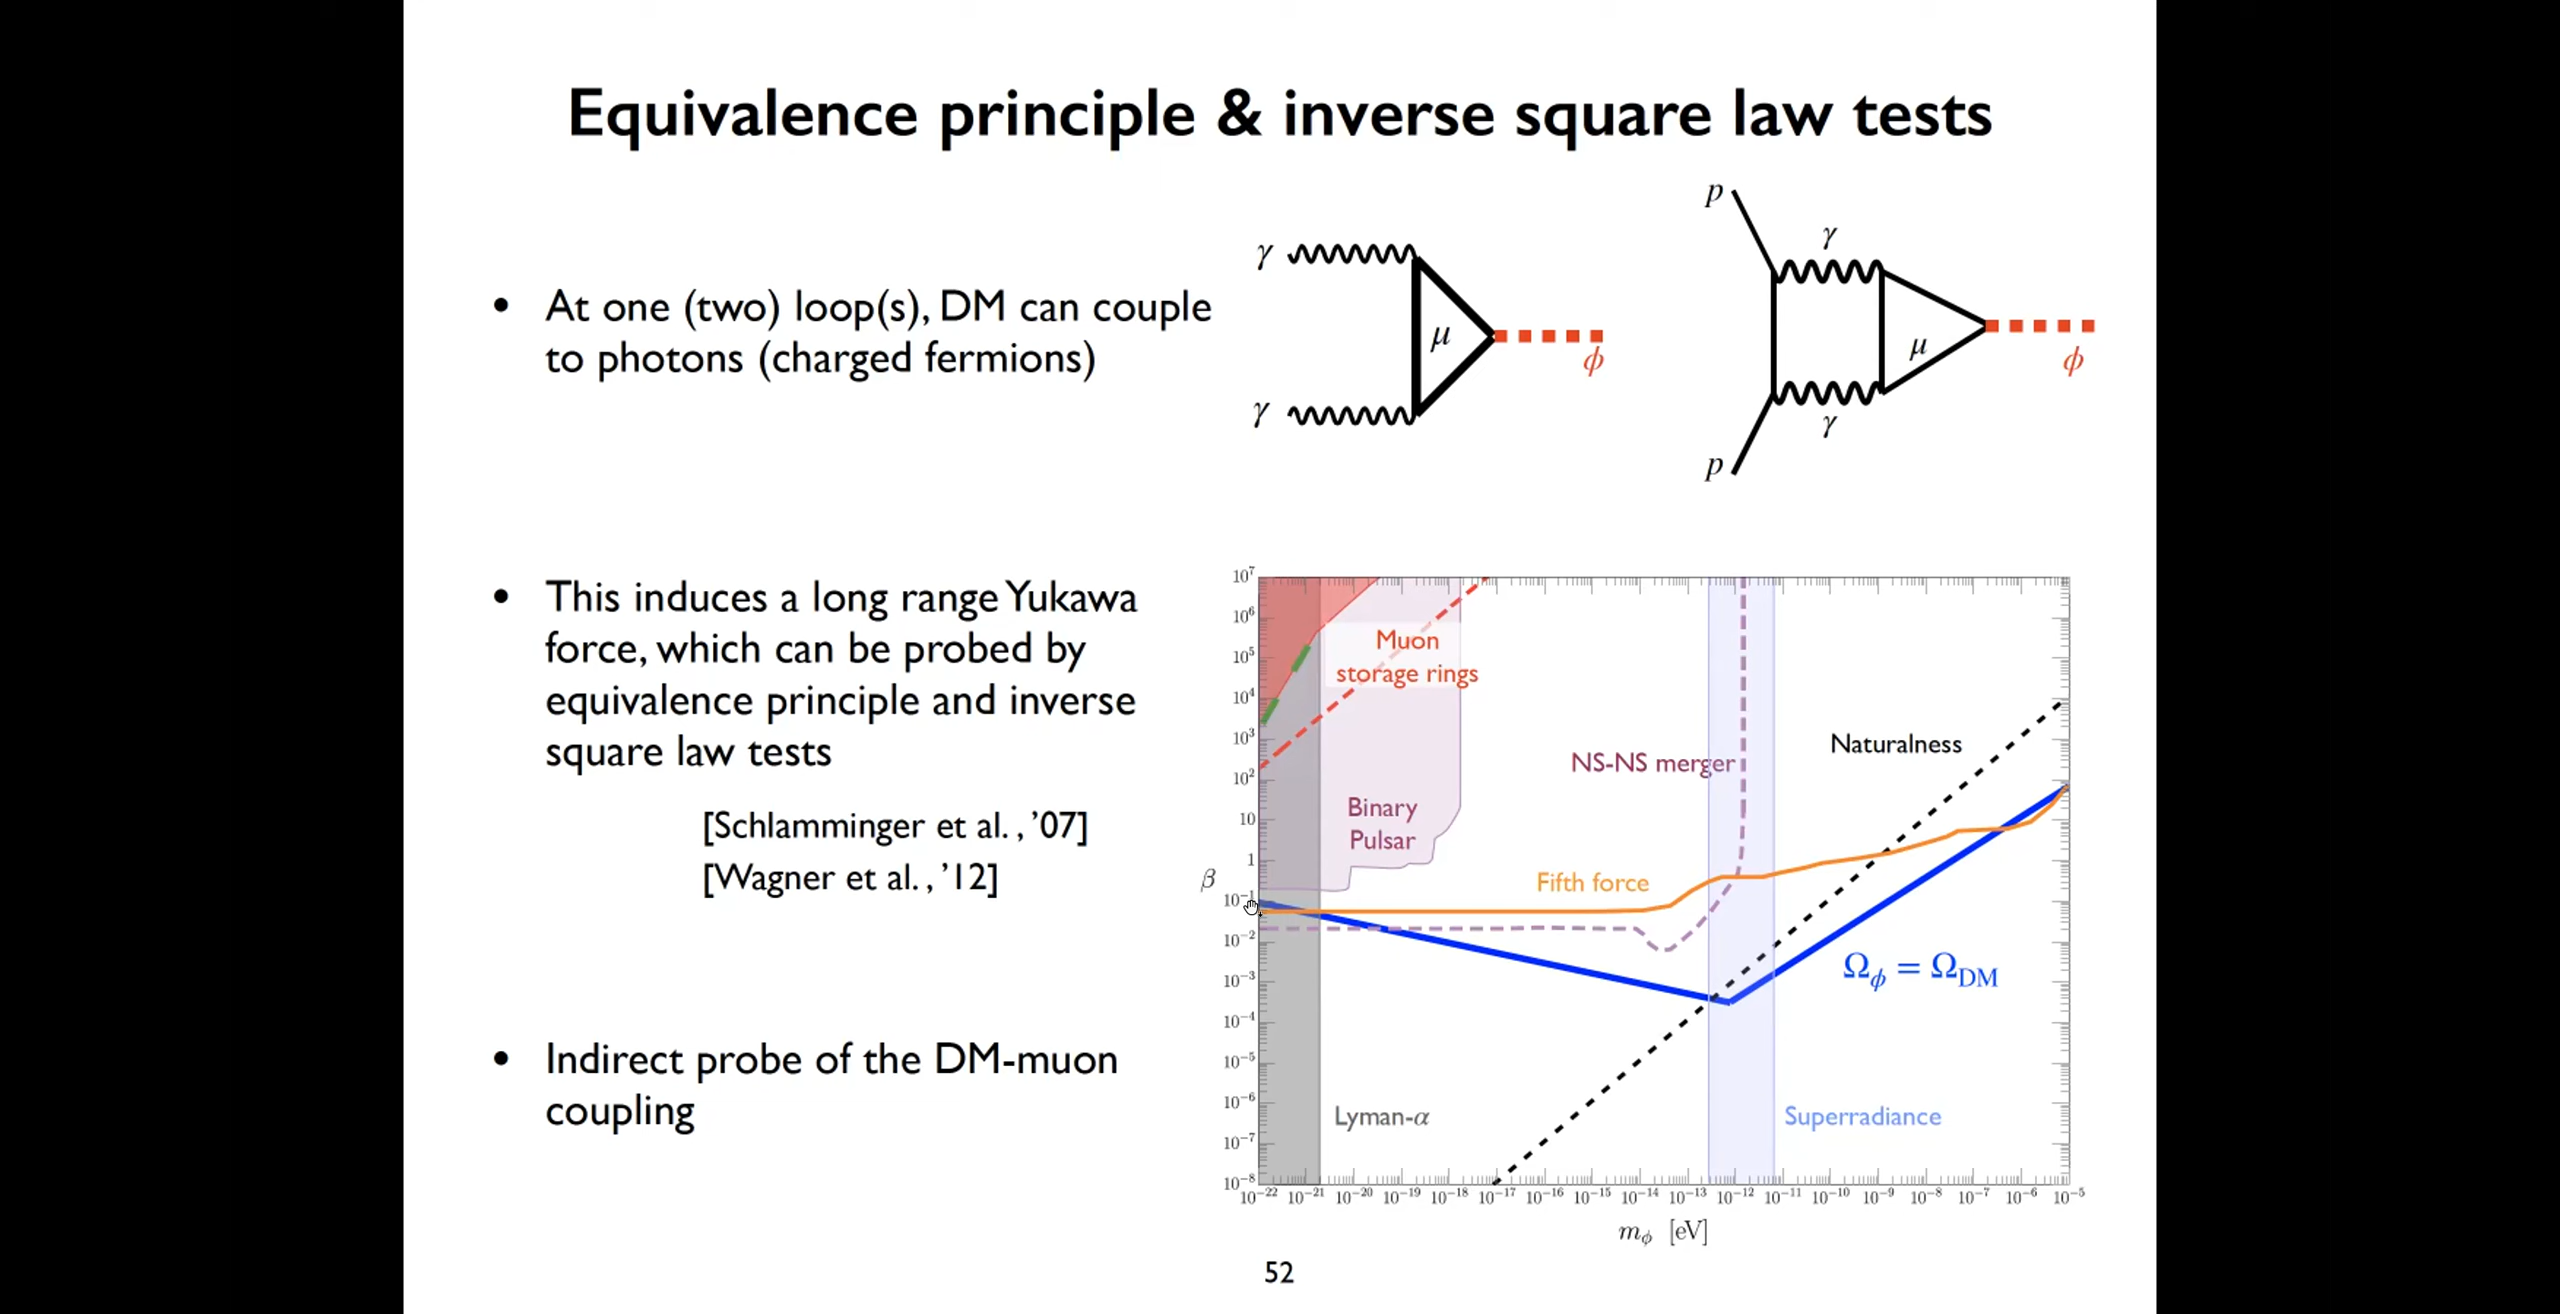 Equivalence principle & inverse square law tests
• At one (two) loop(s), DM can couple
to photons (charged fermions)
γ
γ
μ
ϕ
p
p
γ
γ
μ
ϕ
• This induces a long range Yukawa
force, which can be probed by
equivalence principle and inverse
square law tests
[Schlamminger et al. , '07]
[Wagner et al. , '12]
• Indirect probe of the DM-muon
coupling
10⁷
10⁶
10⁵
10⁴
10³
10²
10
1
10⁻¹
10⁻²
10⁻³
10⁻⁴
10⁻⁵
10⁻⁶
10⁻⁷
10⁻⁸
β
Muon
storage rings
NS-NS merger
Naturalness
Binary
Pulsar
Fifth force
Ω_ϕ = Ω_DM
Lyman-α
Superradiance
10⁻²² 10⁻²¹ 10⁻²⁰ 10⁻¹⁹ 10⁻¹⁸ 10⁻¹⁷ 10⁻¹⁶ 10⁻¹⁵ 10⁻¹⁴ 10⁻¹³ 10⁻¹² 10⁻¹¹ 10⁻¹⁰ 10⁻⁹ 10⁻⁸ 10⁻⁷ 10⁻⁶ 10⁻⁵
m_ϕ [eV]
52